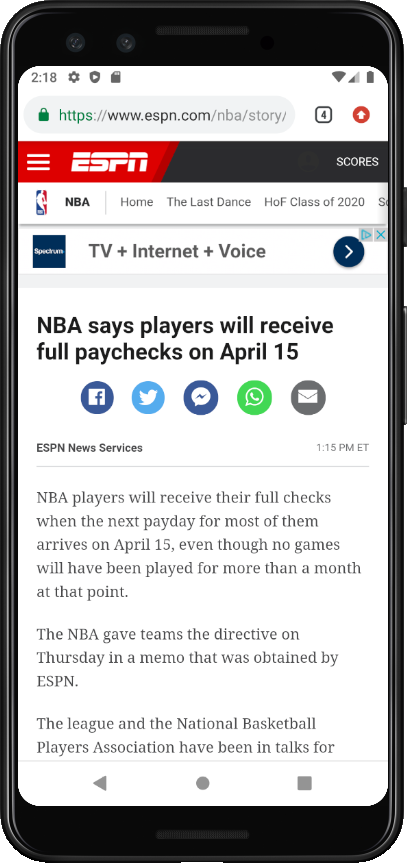 2:18
https://www.espn.com/nba/story/
4
ESPN
SCORES
NBA
Home
The Last Dance
HoF Class of 2020
Spectrum
TV + Internet + Voice
NBA says players will receive
full paychecks on April 15
ESPN News Services
1:15 PM ET
NBA players will receive their full checks
when the next payday for most of them
arrives on April 15, even though no games
will have been played for more than a month
at that point.
The NBA gave teams the directive on
Thursday in a memo that was obtained by
ESPN.
The league and the National Basketball
Players Association have been in talks for